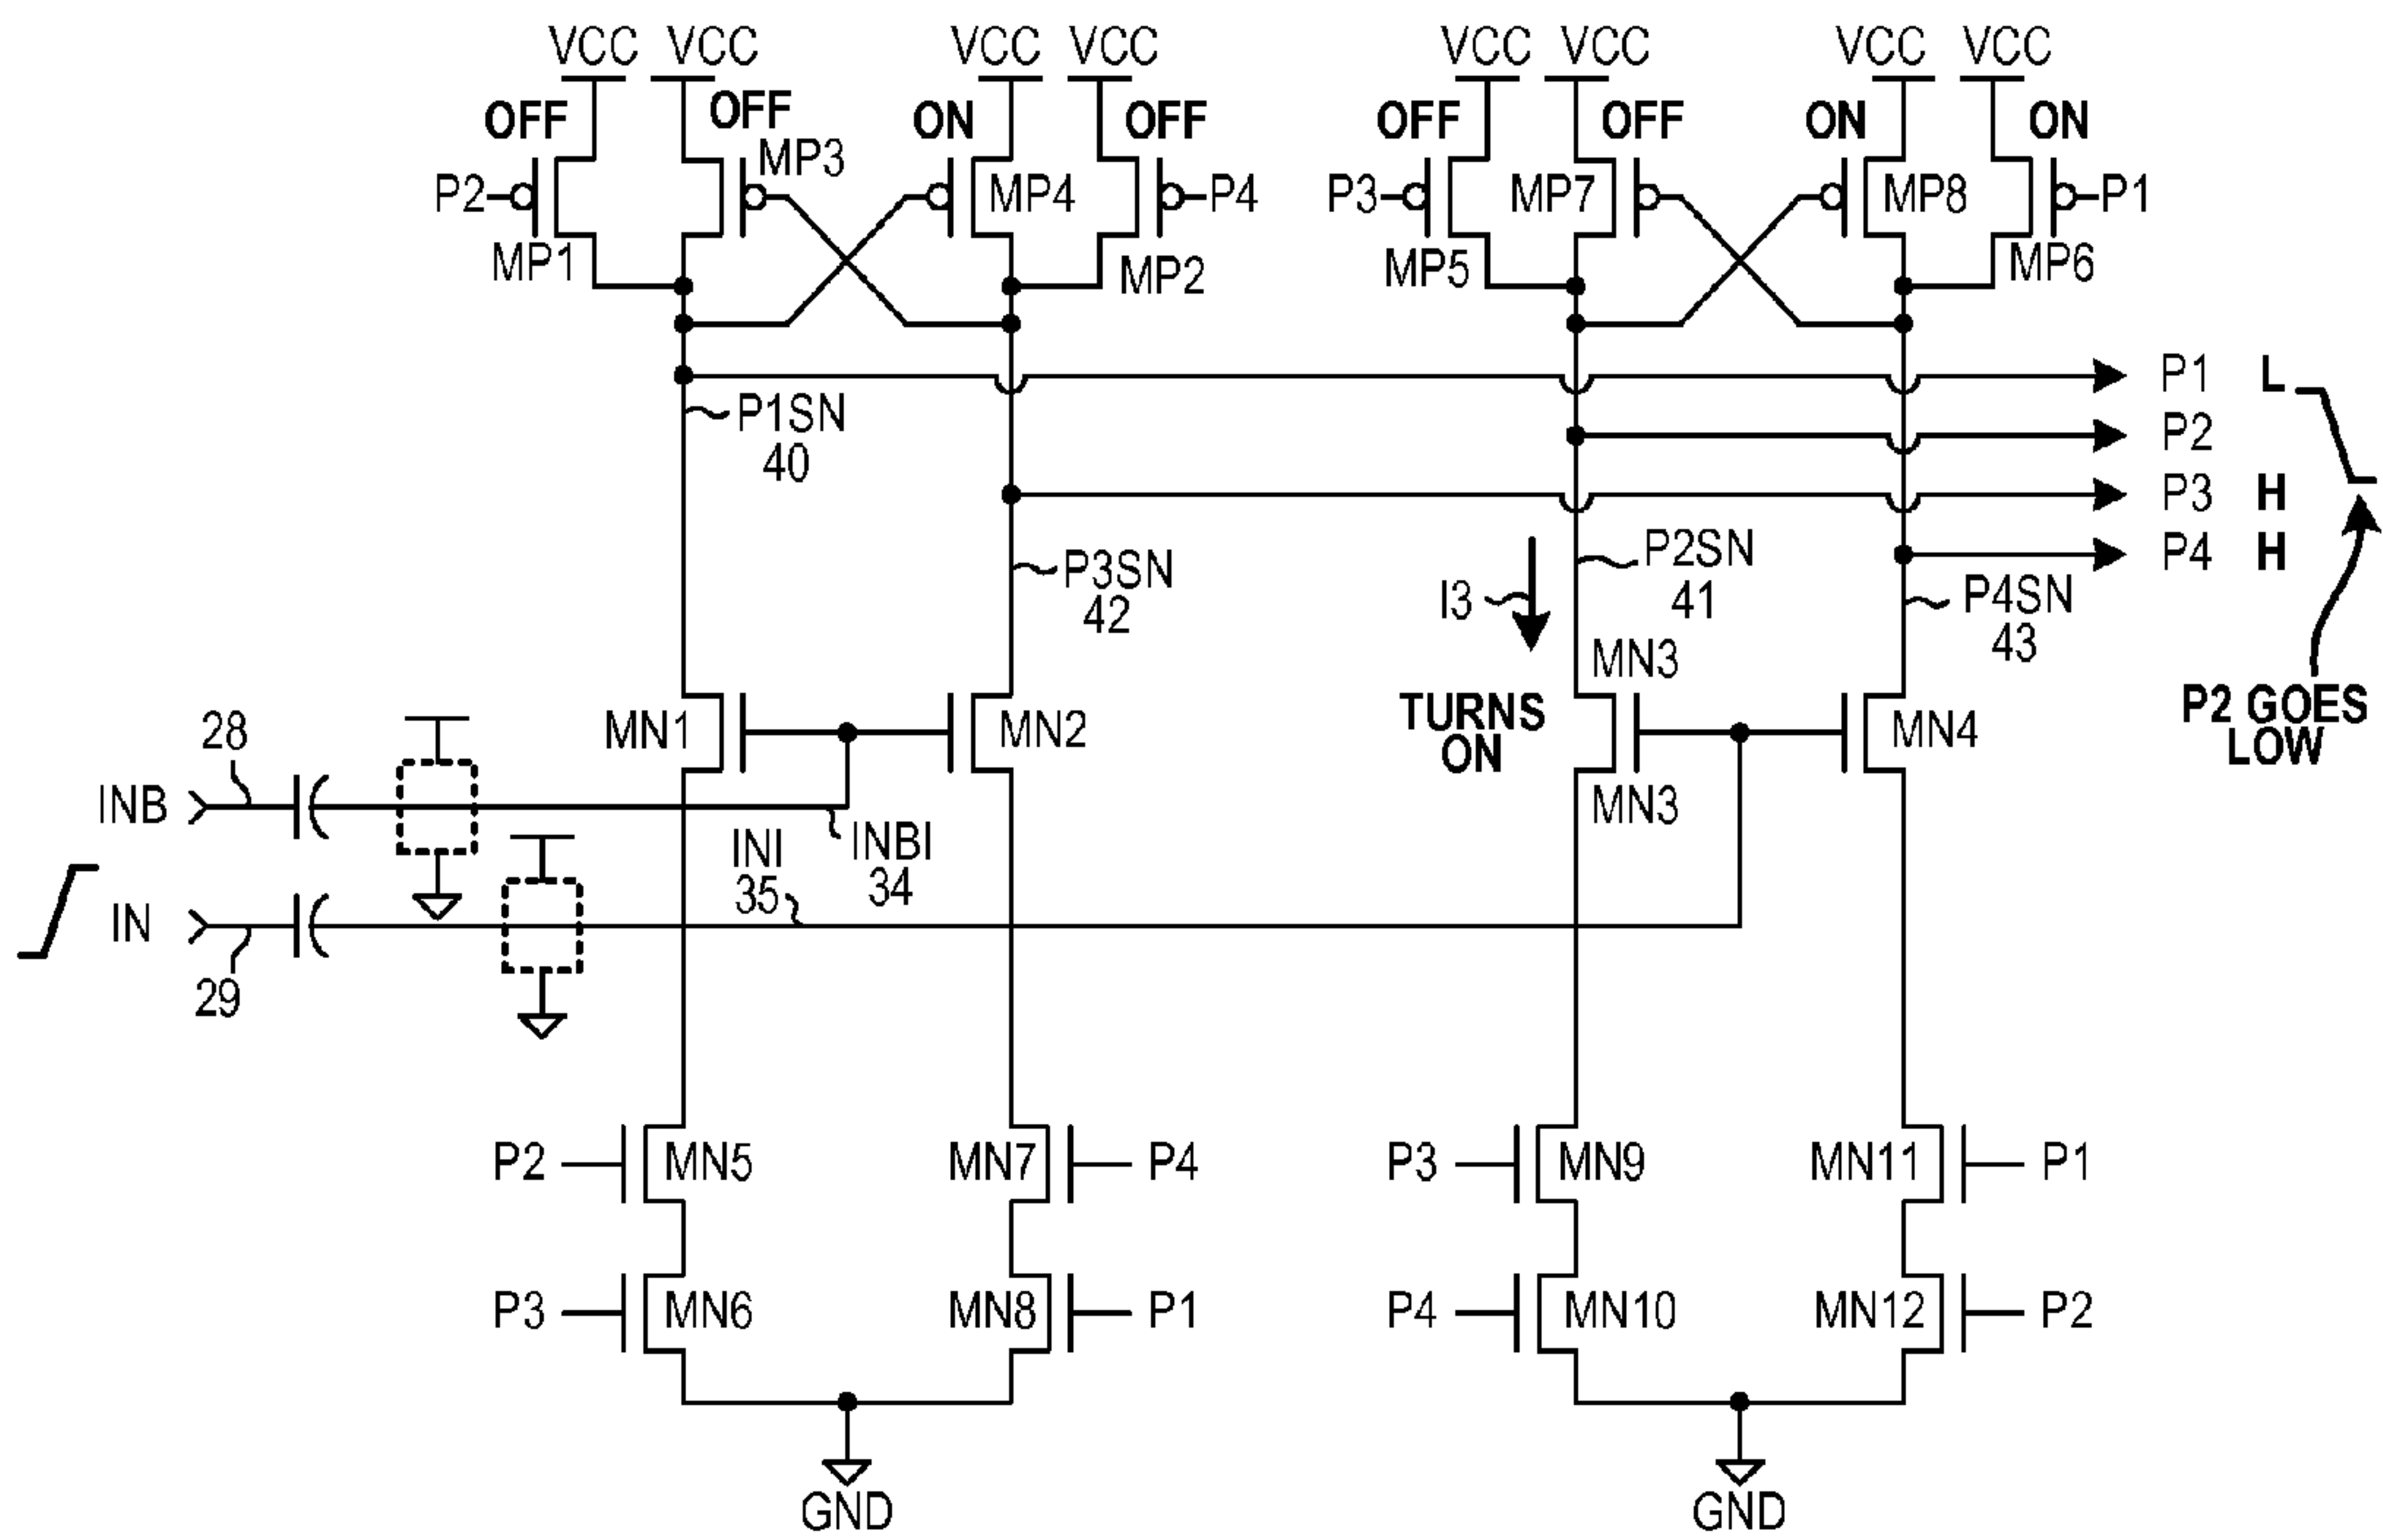 VCC VCC VCC VCC VCC VCC VCC VCC
OFF OFF ON OFF OFF OFF ON ON
MP3
P2 MP4 P4 P3 MP7 MP8 P1
MP1 MP2 MP5 MP6
P1 L
P1SN
40
P2
P3 H
P4 H
P3SN
42
I3
P2SN
41
P4SN
43
MN3
P2 GOES
LOW
MN1 MN2
TURNS
ON
MN4
MN3
28
INB
INI
35
INBI
34
IN
29
P2 MN5 MN7 P4 P3 MN9 MN11 P1
P3 MN6 MN8 P1 P4 MN10 MN12 P2
GND GND